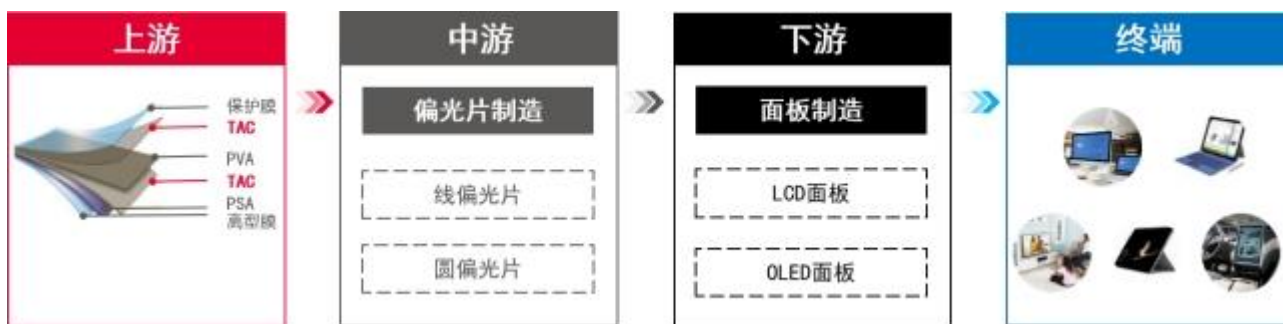 上游
保护膜
TAC
PVA
TAC
PSA
离型膜
中游
偏光片制造
线偏光片
圆偏光片
下游
面板制造
LCD面板
OLED面板
终端